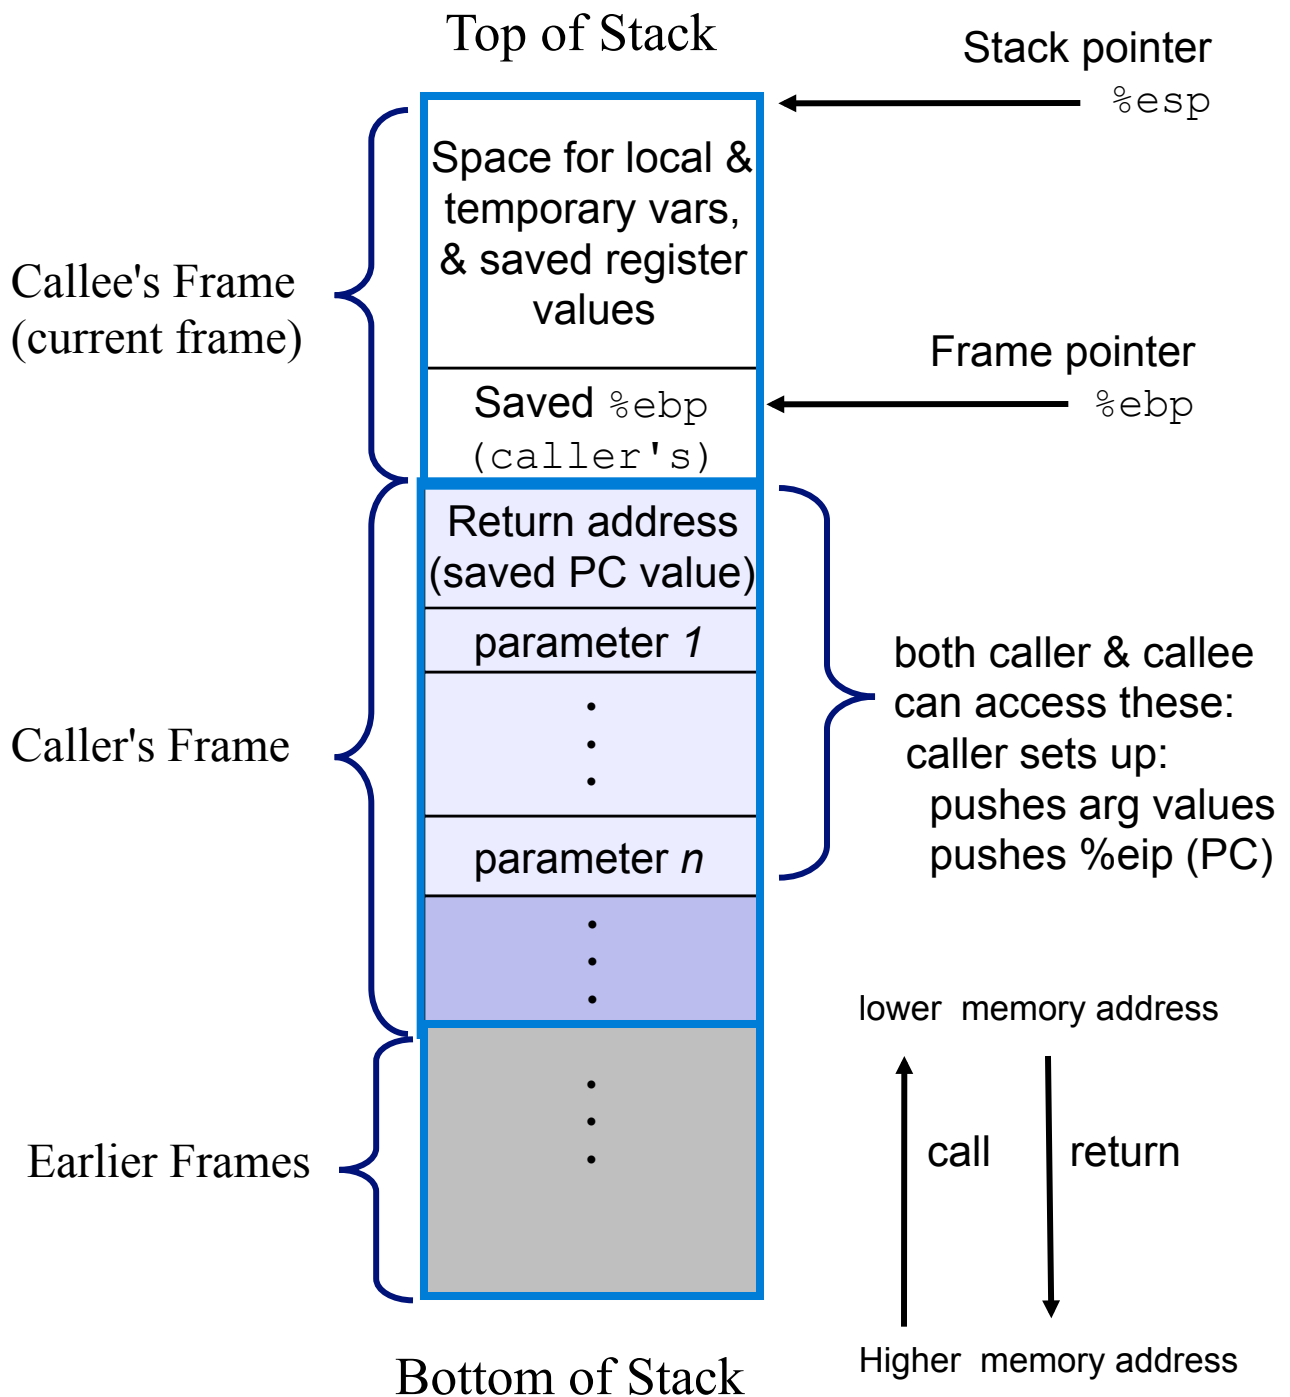 Top of Stack
Stack pointer
%esp
Space for local &
temporary vars,
& saved register
values
Callee's Frame
(current frame)
Frame pointer
%ebp
Saved %ebp
(caller's)
Return address
(saved PC value)
parameter 1
.
.
.
parameter n
both caller & callee
can access these:
caller sets up:
pushes arg values
pushes %eip (PC)
Caller's Frame
.
.
.
lower memory address
.
.
.
Earlier Frames
call
return
Higher memory address
Bottom of Stack